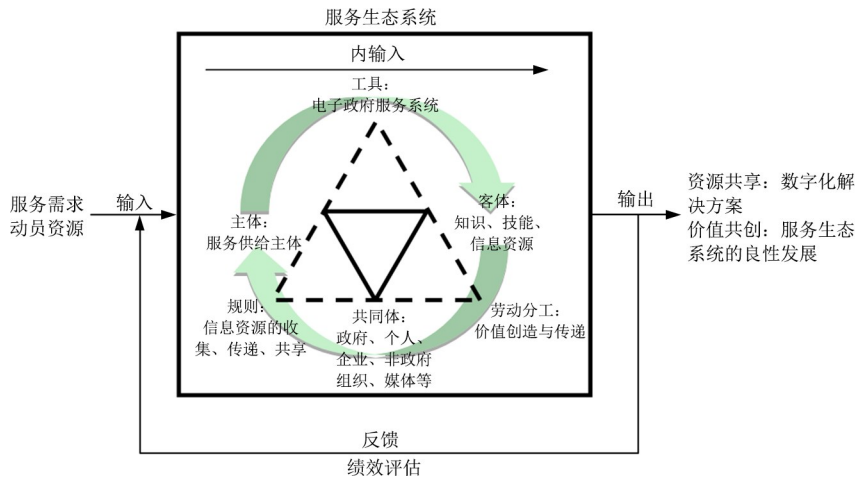 服务生态系统
内输入
工具：
电子政府服务系统
服务需求
动员资源
输入
主体：
服务供给主体
客体：
知识、技能、
信息资源
输出
资源共享：数字化解
决方案
价值共创：服务生态
系统的良性发展
规则：
信息资源的收
集、传递、共享
共同体：
政府、个人、
企业、非政府
组织、媒体等
劳动分工：
价值创造与传递
反馈
绩效评估